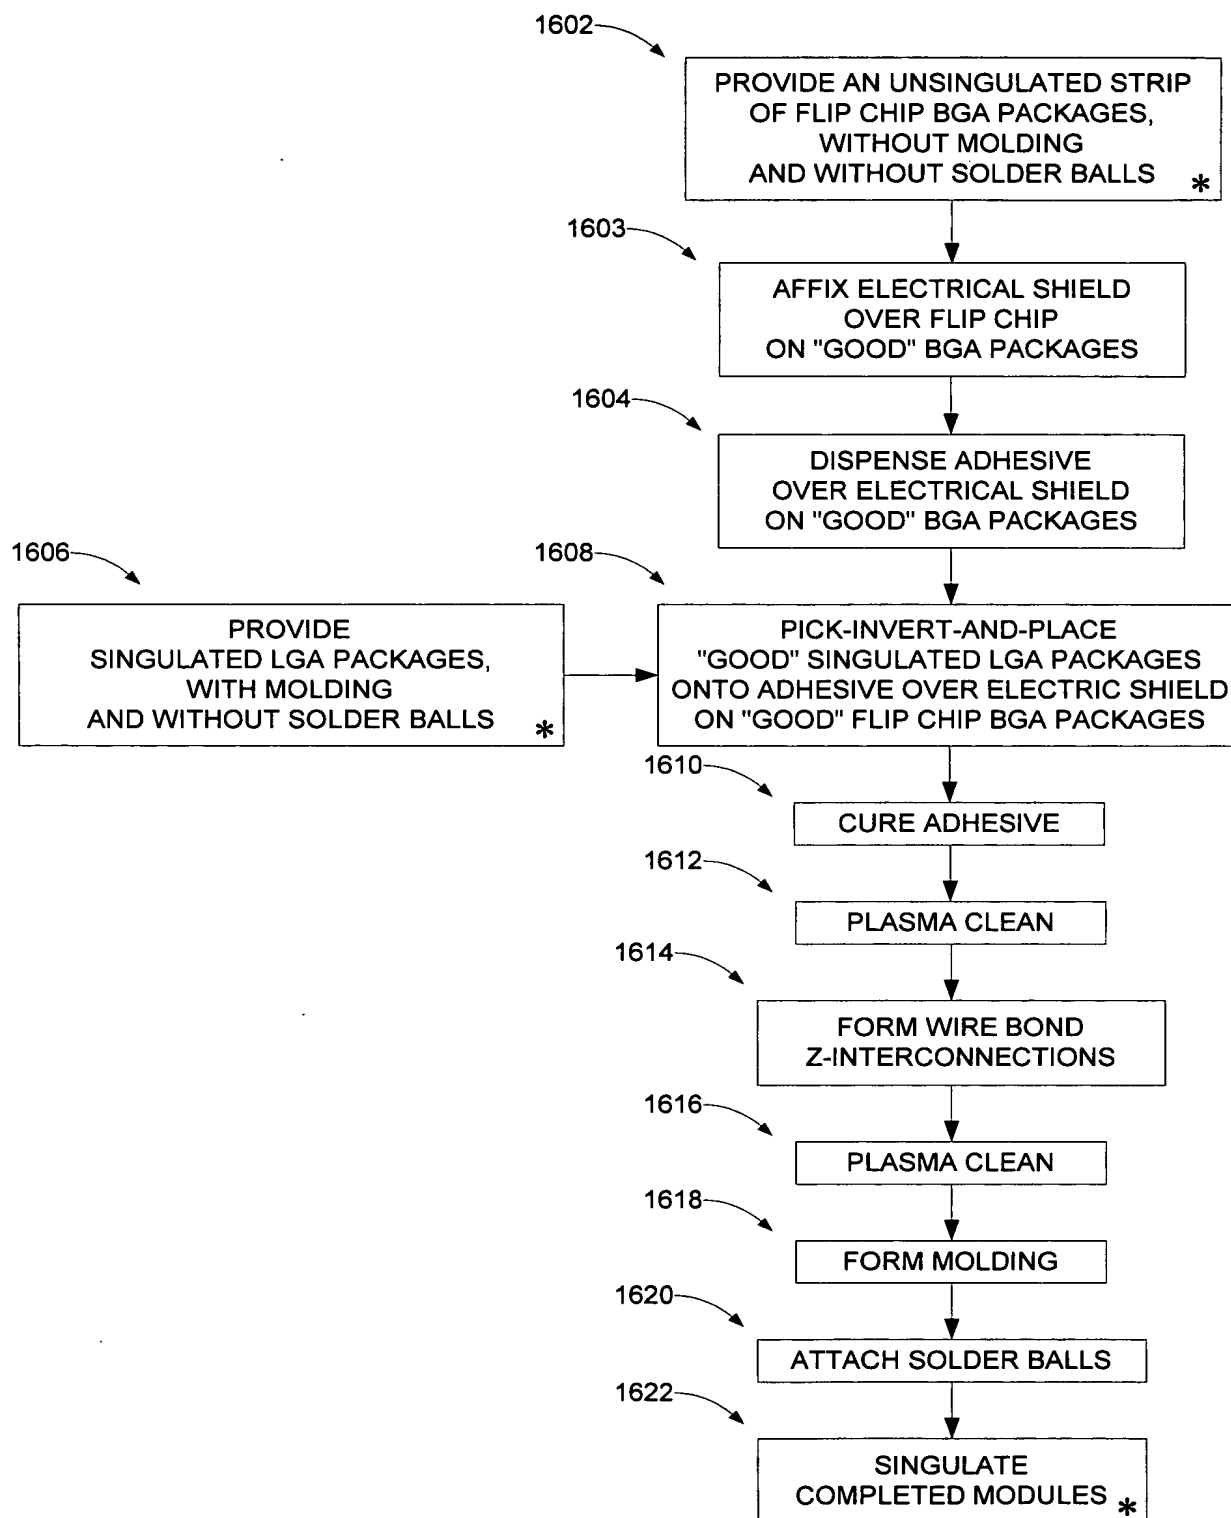 1602
PROVIDE AN UNSINGULATED STRIP
OF FLIP CHIP BGA PACKAGES,
WITHOUT MOLDING
AND WITHOUT SOLDER BALLS *
1603
AFFIX ELECTRICAL SHIELD
OVER FLIP CHIP
ON "GOOD" BGA PACKAGES
1604
DISPENSE ADHESIVE
OVER ELECTRICAL SHIELD
ON "GOOD" BGA PACKAGES
1606
PROVIDE
SINGULATED LGA PACKAGES,
WITH MOLDING
AND WITHOUT SOLDER BALLS *
1608
PICK-INVERT-AND-PLACE
"GOOD" SINGULATED LGA PACKAGES
ONTO ADHESIVE OVER ELECTRIC SHIELD
ON "GOOD" FLIP CHIP BGA PACKAGES
1610
CURE ADHESIVE
1612
PLASMA CLEAN
1614
FORM WIRE BOND
Z-INTERCONNECTIONS
1616
PLASMA CLEAN
1618
FORM MOLDING
1620
ATTACH SOLDER BALLS
1622
SINGULATE
COMPLETED MODULES *